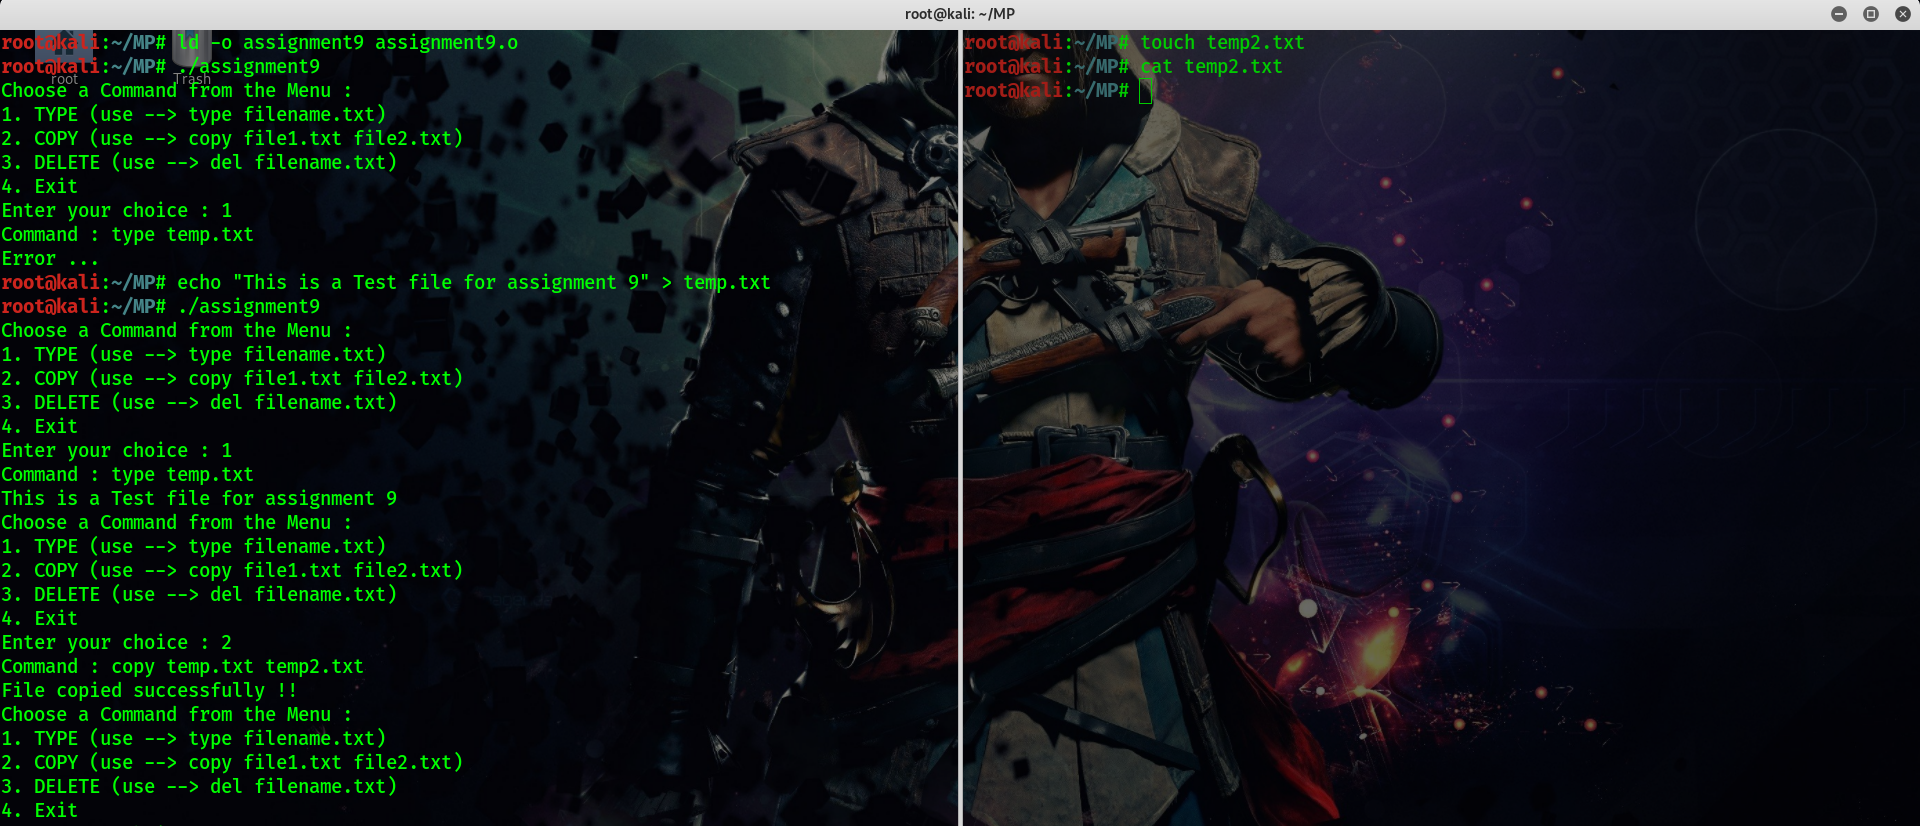 root@kali: ~/MP
root@kali:~/MP# ld -o assignment9 assignment9.o
root@kali:~/MP# ./assignment9
root
Trash
Choose a Command from the Menu :
1. TYPE (use --> type filename.txt)
2. COPY (use --> copy file1.txt file2.txt)
3. DELETE (use --> del filename.txt)
4. Exit
Enter your choice : 1
Command : type temp.txt
Error ...
root@kali:~/MP# echo "This is a Test file for assignment 9" > temp.txt
root@kali:~/MP# ./assignment9
Choose a Command from the Menu :
1. TYPE (use --> type filename.txt)
2. COPY (use --> copy file1.txt file2.txt)
3. DELETE (use --> del filename.txt)
4. Exit
Enter your choice : 1
Command : type temp.txt
This is a Test file for assignment 9
Choose a Command from the Menu :
1. TYPE (use --> type filename.txt)
2. COPY (use --> copy file1.txt file2.txt)
3. DELETE (use --> del filename.txt)
4. Exit
Enter your choice : 2
Command : copy temp.txt temp2.txt
File copied successfully !!
Choose a Command from the Menu :
1. TYPE (use --> type filename.txt)
2. COPY (use --> copy file1.txt file2.txt)
3. DELETE (use --> del filename.txt)
4. Exit
root@kali:~/MP# touch temp2.txt
root@kali:~/MP# cat temp2.txt
root@kali:~/MP#